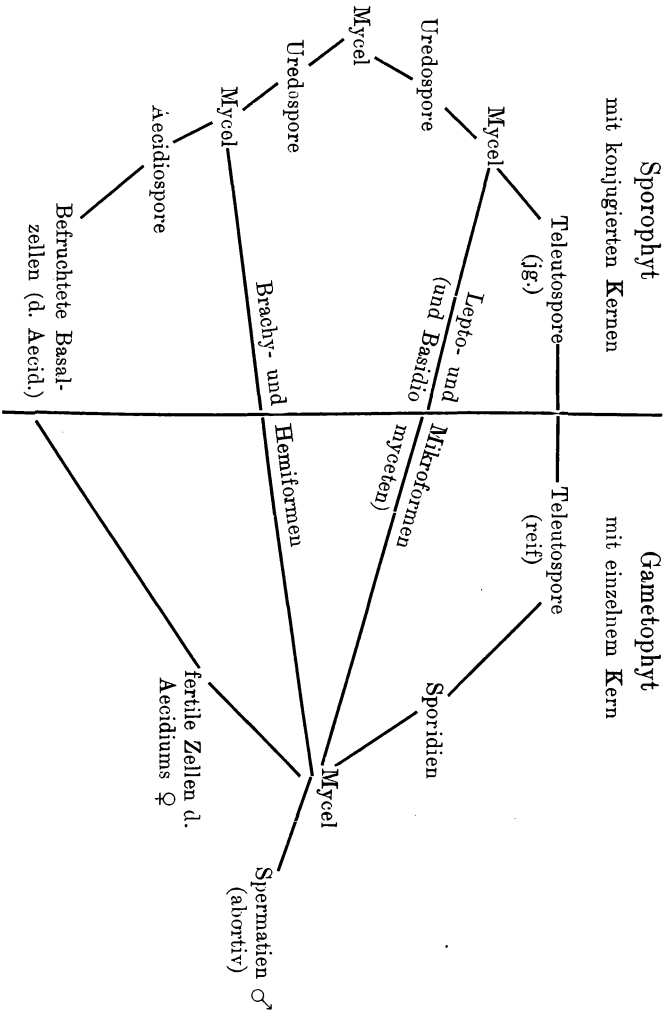 Sporophyt
mit konjugierten Kernen
Gametophyt
mit einzelnem Kern
Teleutospore
(jg.)
Teleutospore
(reif)
Mycel
Uredospore
Mycel
Uredospore
Mycel
Aecidiospore
Befruchtete Basal-
zellen (d. Aecid.)
Lepto- und Mikroformen
(und Basidio myceten)
Brachy- und Hemiformen
Sporidien
Mycel
fertile Zellen d.
Aecidiums ♀
Spermatien ♂
(abortiv)